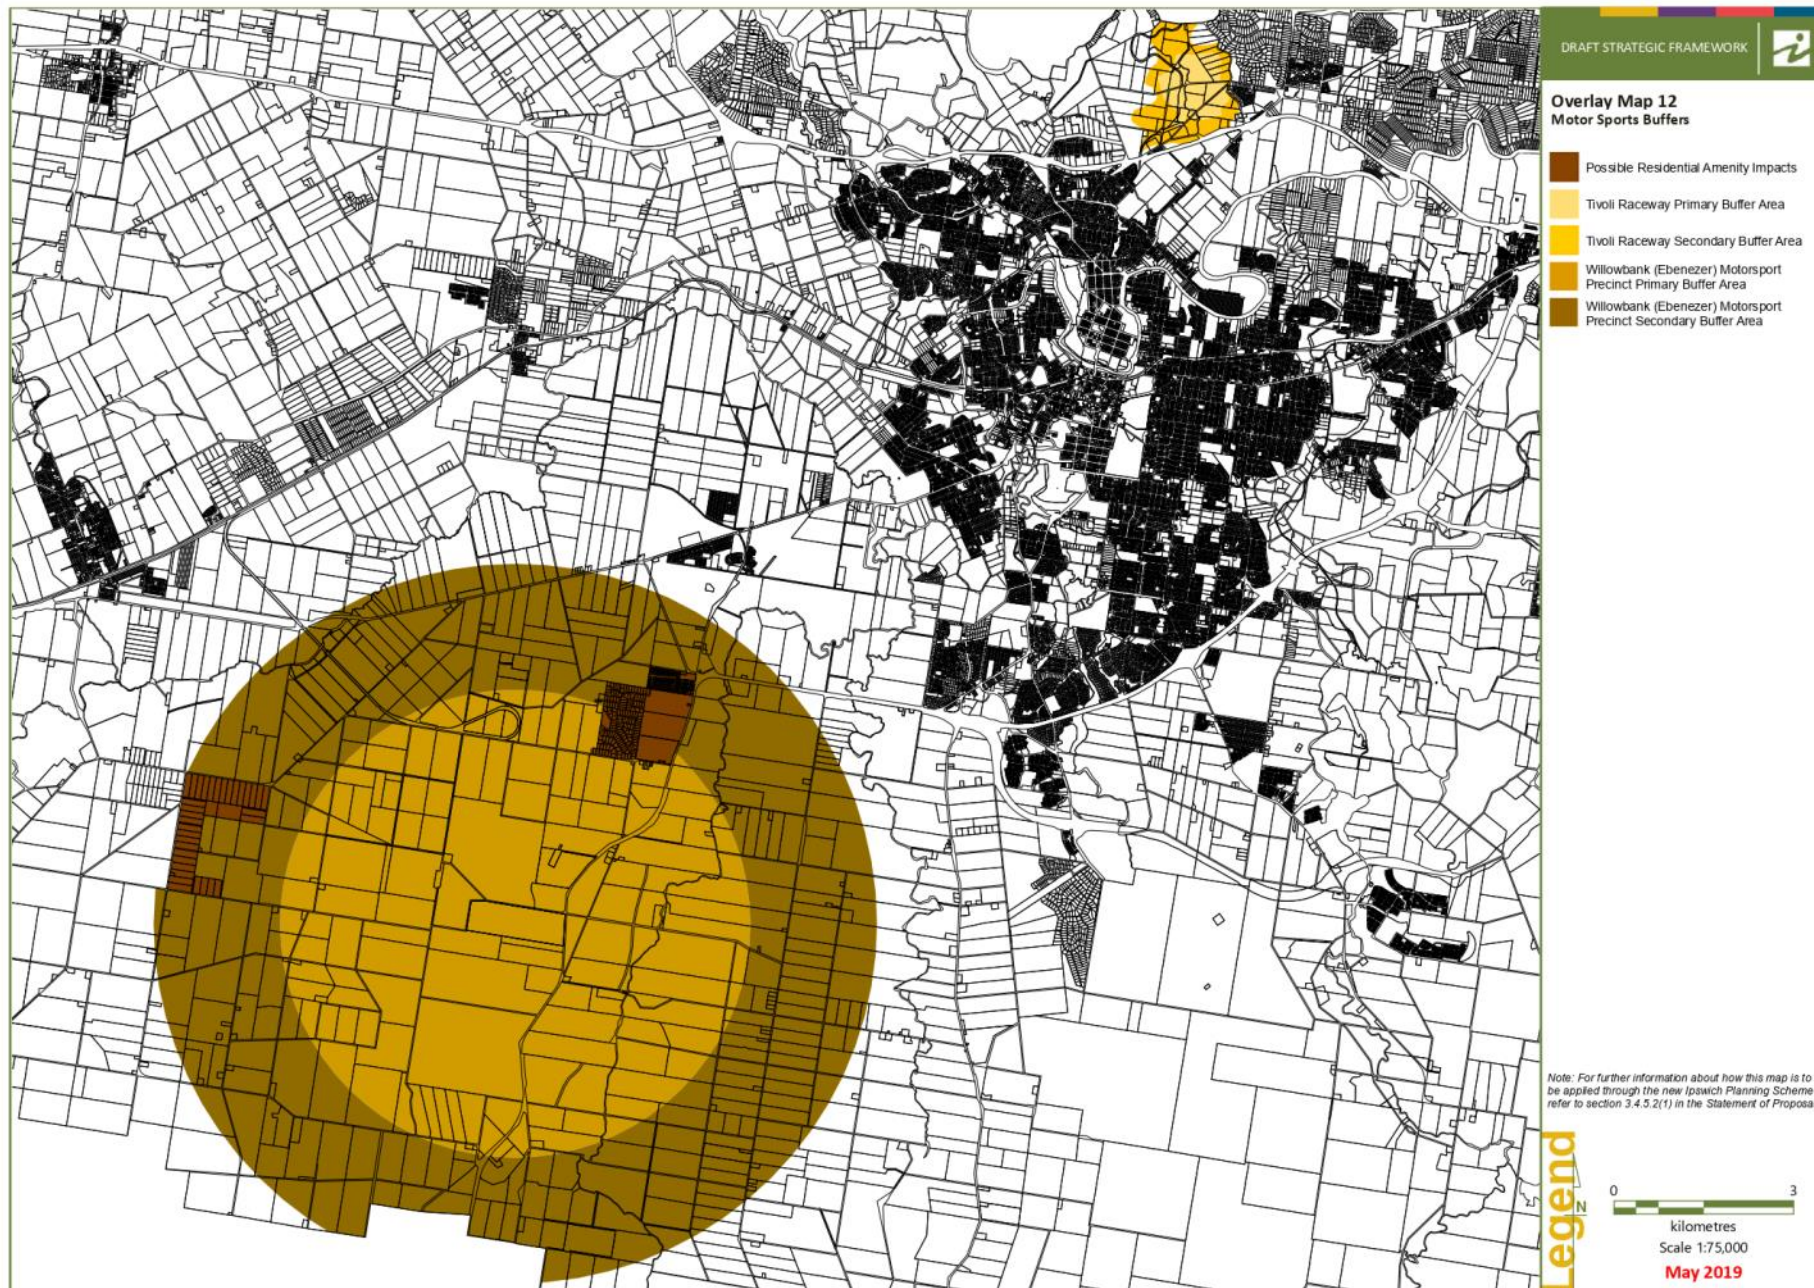 DRAFT STRATEGIC FRAMEWORK
Overlay Map 12
Motor Sports Buffers
Possible Residential Amenity Impacts
Tivoli Raceway Primary Buffer Area
Tivoli Raceway Secondary Buffer Area
Willowbank (Ebenezer) Motorsport
Precinct Primary Buffer Area
Willowbank (Ebenezer) Motorsport
Precinct Secondary Buffer Area
Note: For further information about how this map is to
be applied through the new Ipswich Planning Scheme
refer to section 3.4.5.2(1) in the Statement of Proposa
Legend
N
0 3
kilometres
Scale 1:75,000
May 2019